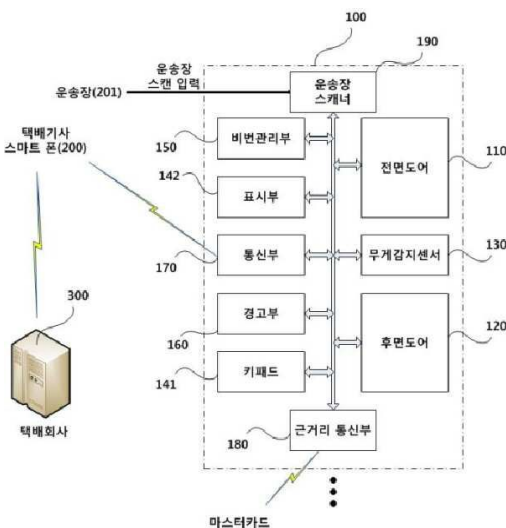 100
190
운송장
스캔 입력
운송장(201)
운송장
스캐너
택배기사
스마트 폰(200)
150
비번관리부
전면도어
110
142
표시부
170
통신부
무게감지센서
130
300
160
경고부
후면도어
120
141
키패드
택배회사
180
근거리 통신부
마스터카드